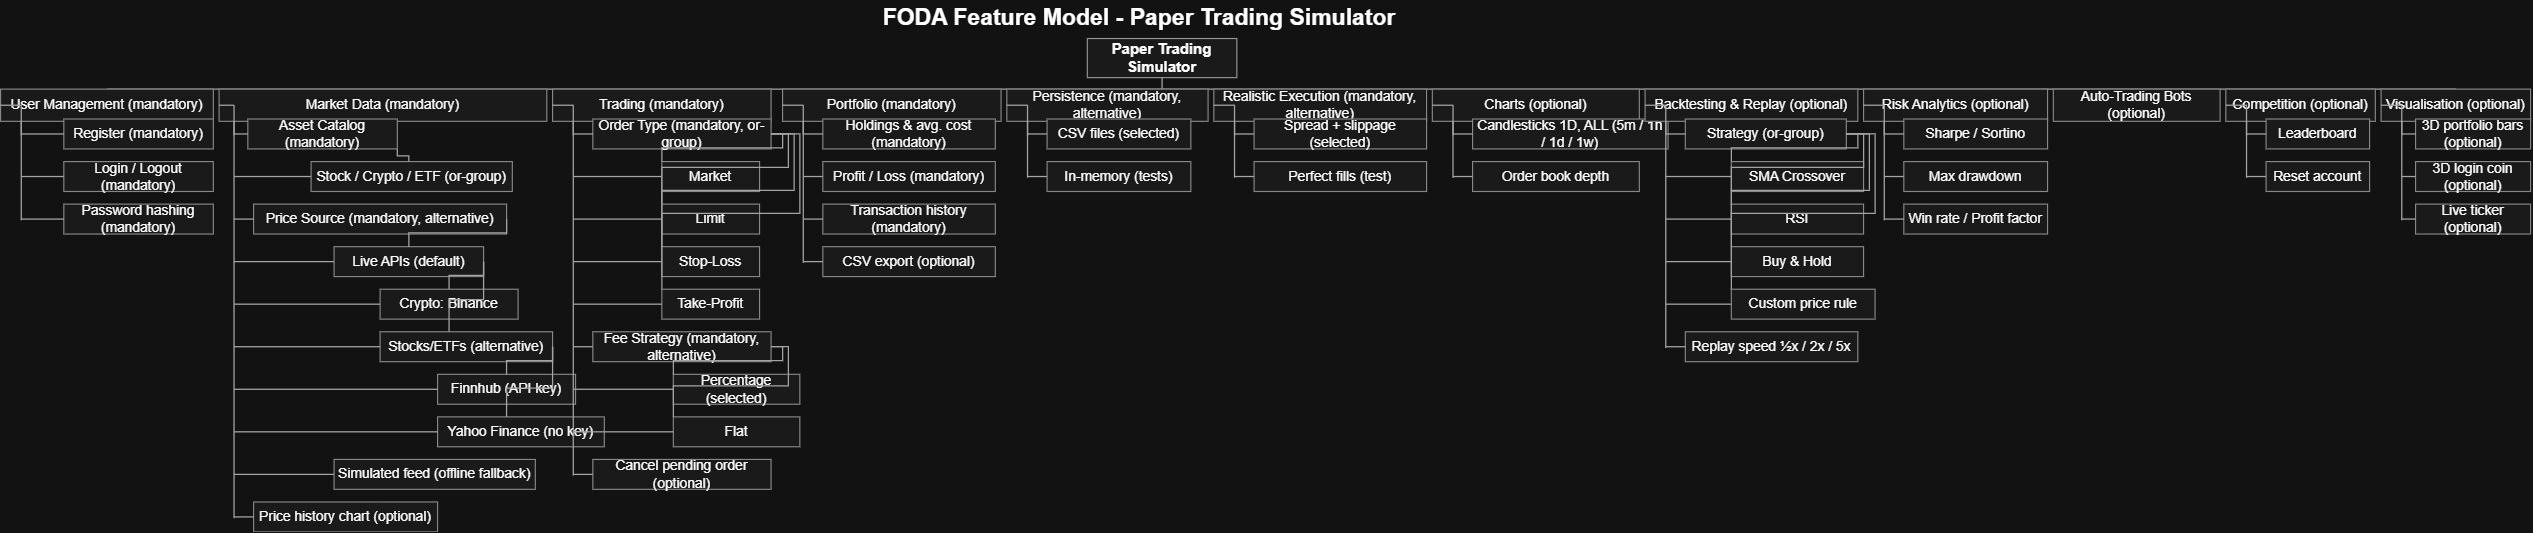 FODA Feature Model - Paper Trading Simulator
Paper Trading
Simulator
User Management (mandatory)
Register (mandatory)
Login / Logout
(mandatory)
Password hashing
(mandatory)
Market Data (mandatory)
Asset Catalog
(mandatory)
Stock / Crypto / ETF (or-group)
Price Source (mandatory, alternative)
Live APIs (default)
Crypto: Binance
Stocks/ETFs (alternative)
Finnhub (API key)
Yahoo Finance (no key)
Simulated feed (offline fallback)
Price history chart (optional)
Trading (mandatory)
Order Type (mandatory, or-
group)
Market
Limit
Stop-Loss
Take-Profit
Fee Strategy (mandatory,
alternative)
Percentage
(selected)
Flat
Cancel pending order
(optional)
Portfolio (mandatory)
Holdings & avg. cost
(mandatory)
Profit / Loss (mandatory)
Transaction history
(mandatory)
CSV export (optional)
Persistence (mandatory,
alternative)
CSV files (selected)
In-memory (tests)
Realistic Execution (mandatory,
alternative)
Spread + slippage
(selected)
Perfect fills (test)
Charts (optional)
Candlesticks 1D, ALL (5m / 1h
/ 1d / 1w)
Order book depth
Backtesting & Replay (optional)
Strategy (or-group)
SMA Crossover
RSI
Buy & Hold
Custom price rule
Replay speed ½x / 2x / 5x
Risk Analytics (optional)
Sharpe / Sortino
Max drawdown
Win rate / Profit factor
Auto-Trading Bots
(optional)
Competition (optional)
Leaderboard
Reset account
Visualisation (optional)
3D portfolio bars
(optional)
3D login coin
(optional)
Live ticker
(optional)